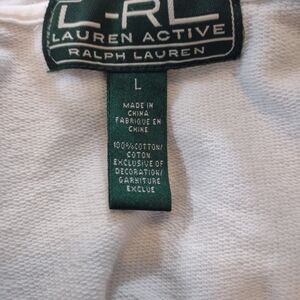 L-RL
LAUREN ACTIVE
RALPH LAUREN
L
MADE IN
CHINA
FABRIQUE EN
CHINE
100%COTTON/
COTON
EXCLUSIVE OF
DECORATION/
GARNITURE
EXCLUE